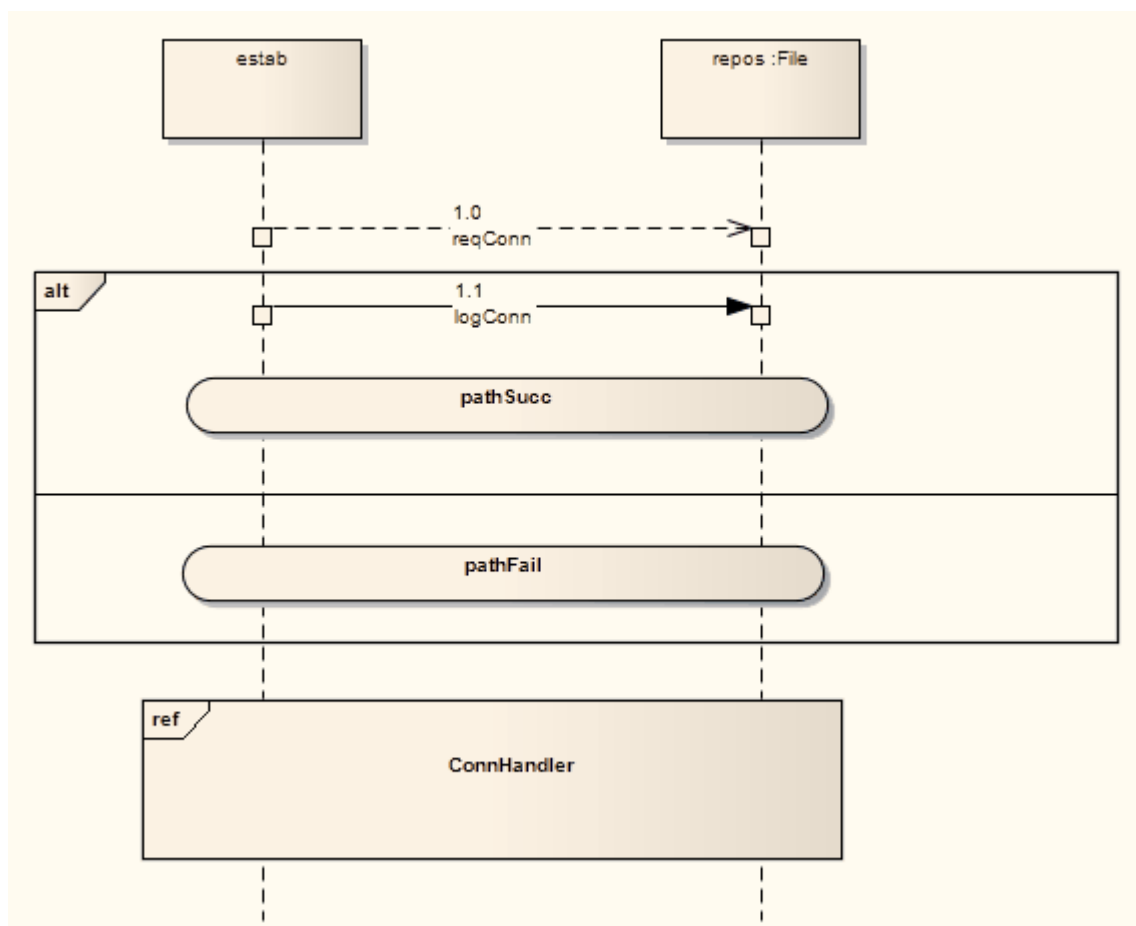 estab
repos :File
1.0
reqConn
alt
1.1
logConn
pathSucc
pathFail
ref
ConnHandler